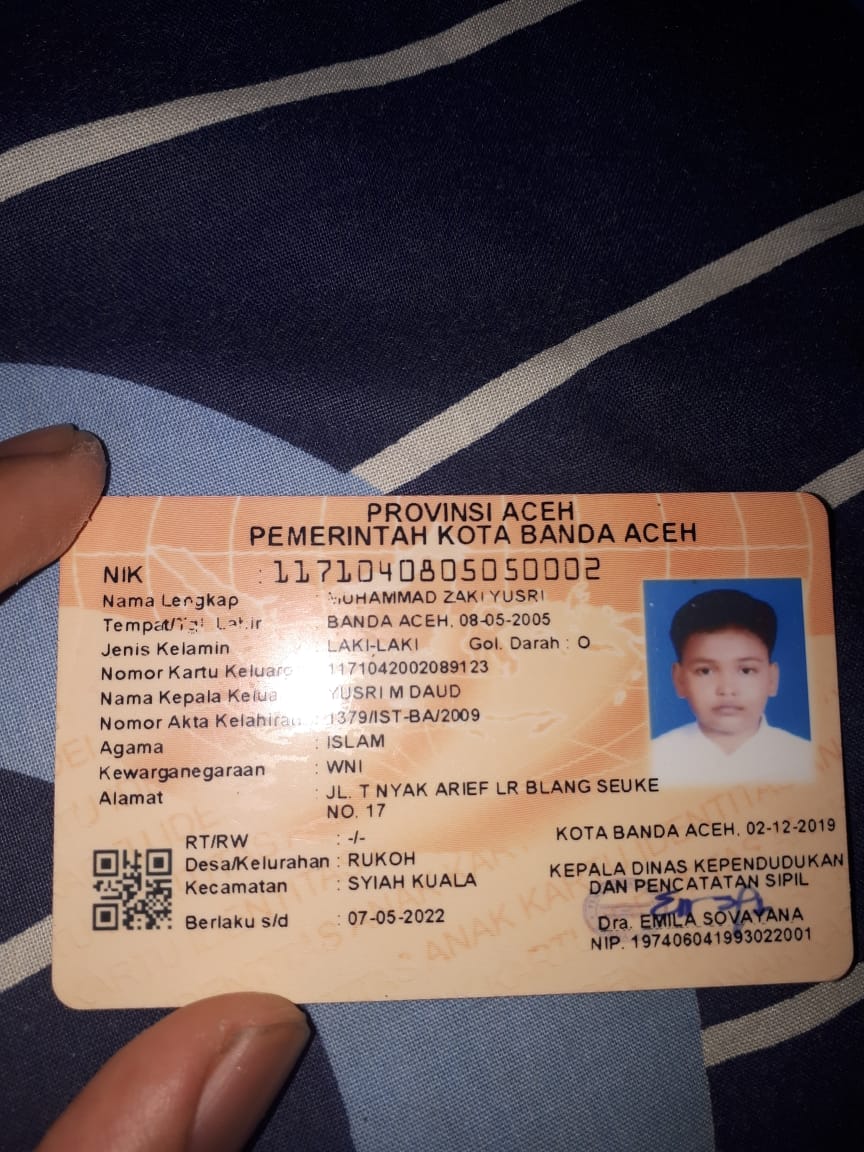 PROVINSI ACEH
PEMERINTAH KOTA BANDA ACEH
NIK : 1171040805050002
Nama Lengkap : MUHAMMAD ZAKI YUSRI
Tempat/Tgl. Lahir : BANDA ACEH, 08-05-2005
Jenis Kelamin : LAKI-LAKI Gol. Darah : O
Nomor Kartu Keluarga : 1171042002089123
Nama Kepala Keluarga : YUSRI M DAUD
Nomor Akta Kelahiran : 1379/IST-BA/2009
Agama : ISLAM
Kewarganegaraan : WNI
Alamat : JL. T NYAK ARIEF LR BLANG SEUKE
NO. 17
RT/RW : -/-
Desa/Kelurahan : RUKOH
Kecamatan : SYIAH KUALA
Berlaku s/d : 07-05-2022
KOTA BANDA ACEH, 02-12-2019
KEPALA DINAS KEPENDUDUKAN
DAN PENCATATAN SIPIL
Dra. EMILA SOVAYANA
NIP. 197406041993022001